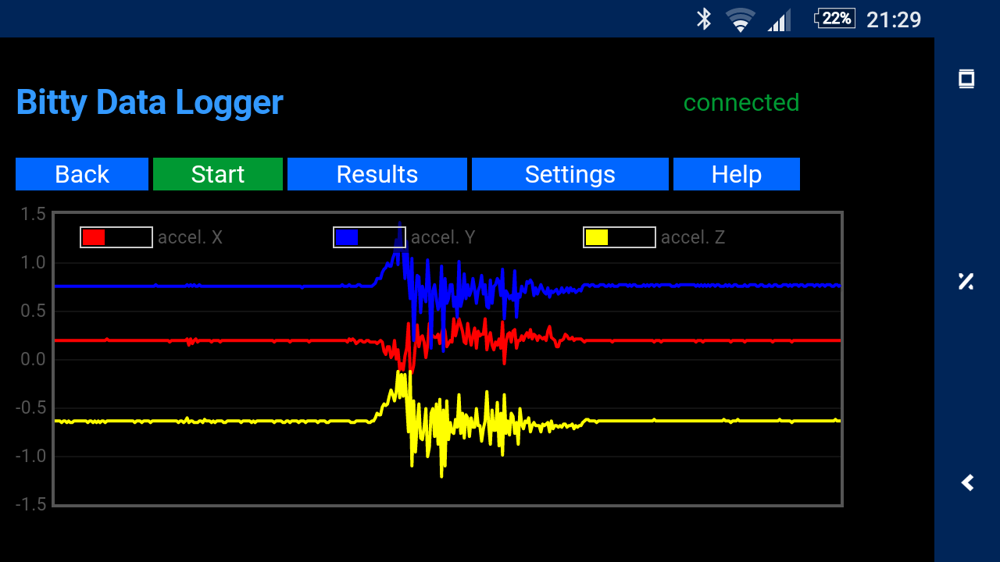 22% 21:29
Bitty Data Logger connected
Back Start Results Settings Help
1.5
accel. X accel. Y accel. Z
1.0
0.5
0.0
-0.5
-1.0
-1.5